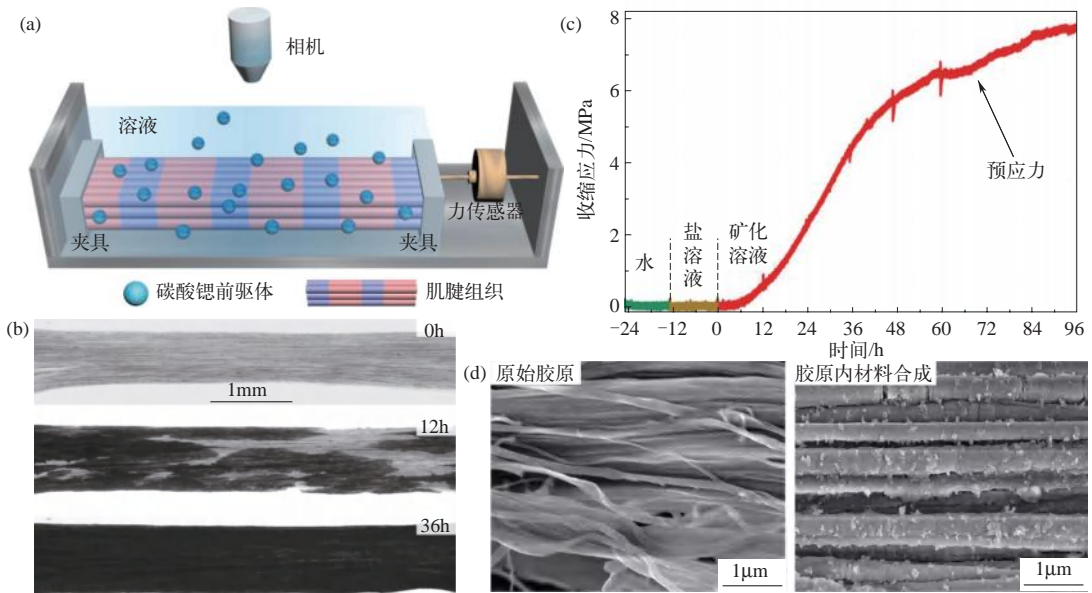 (a)
相机
溶液
力传感器
夹具
夹具
碳酸锶前驱体
肌腱组织
(b)
0h
1mm
12h
36h
(c)
收缩应力/MPa
8
6
4
2
0
水
盐
溶
液
矿化
溶液
预应力
−24 −12 0 12 24 36 48 60 72 84 96
时间/h
(d)
原始胶原
1μm
胶原内材料合成
1μm